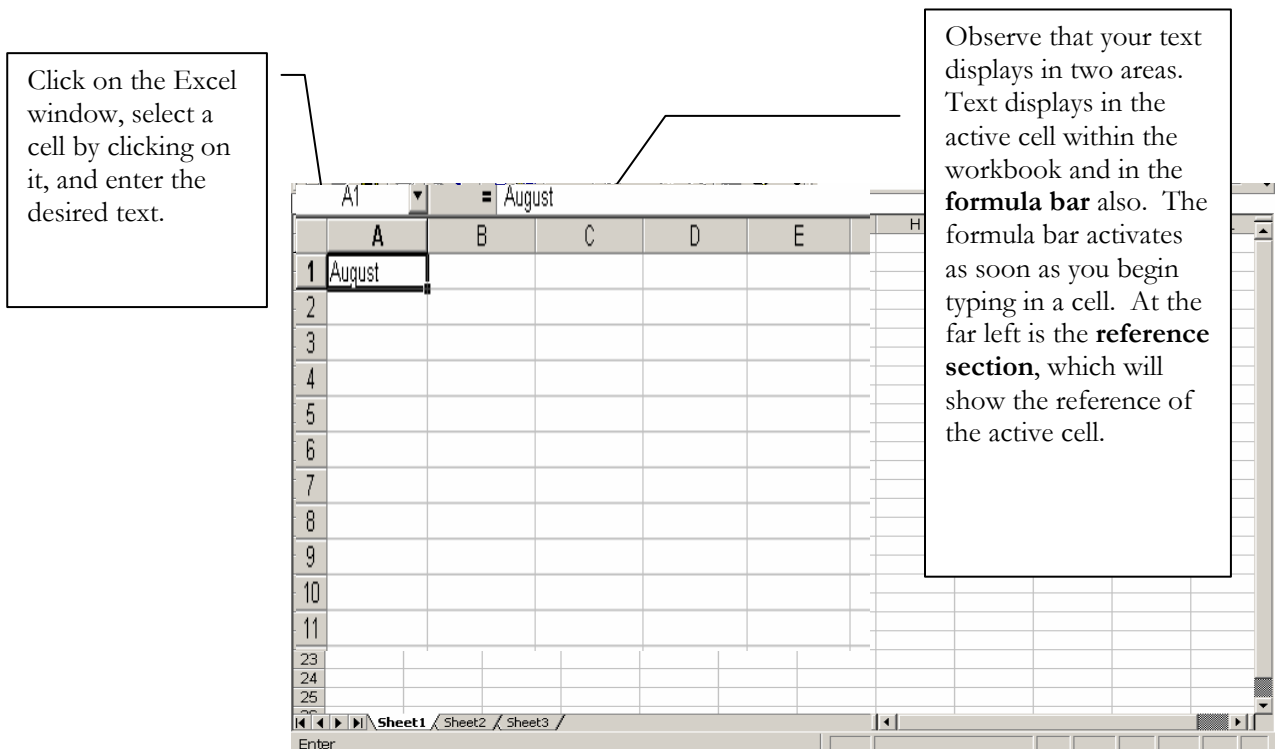 Click on the Excel
window, select a
cell by clicking on
it, and enter the
desired text.
Observe that your text
displays in two areas.
Text displays in the
active cell within the
workbook and in the
formula bar also. The
formula bar activates
as soon as you begin
typing in a cell. At the
far left is the reference
section, which will
show the reference of
the active cell.
A1 = August
A B C D E H
1 August
2
3
4
5
6
7
8
9
10
11
23
24
25
Sheet1 Sheet2 Sheet3
Enter